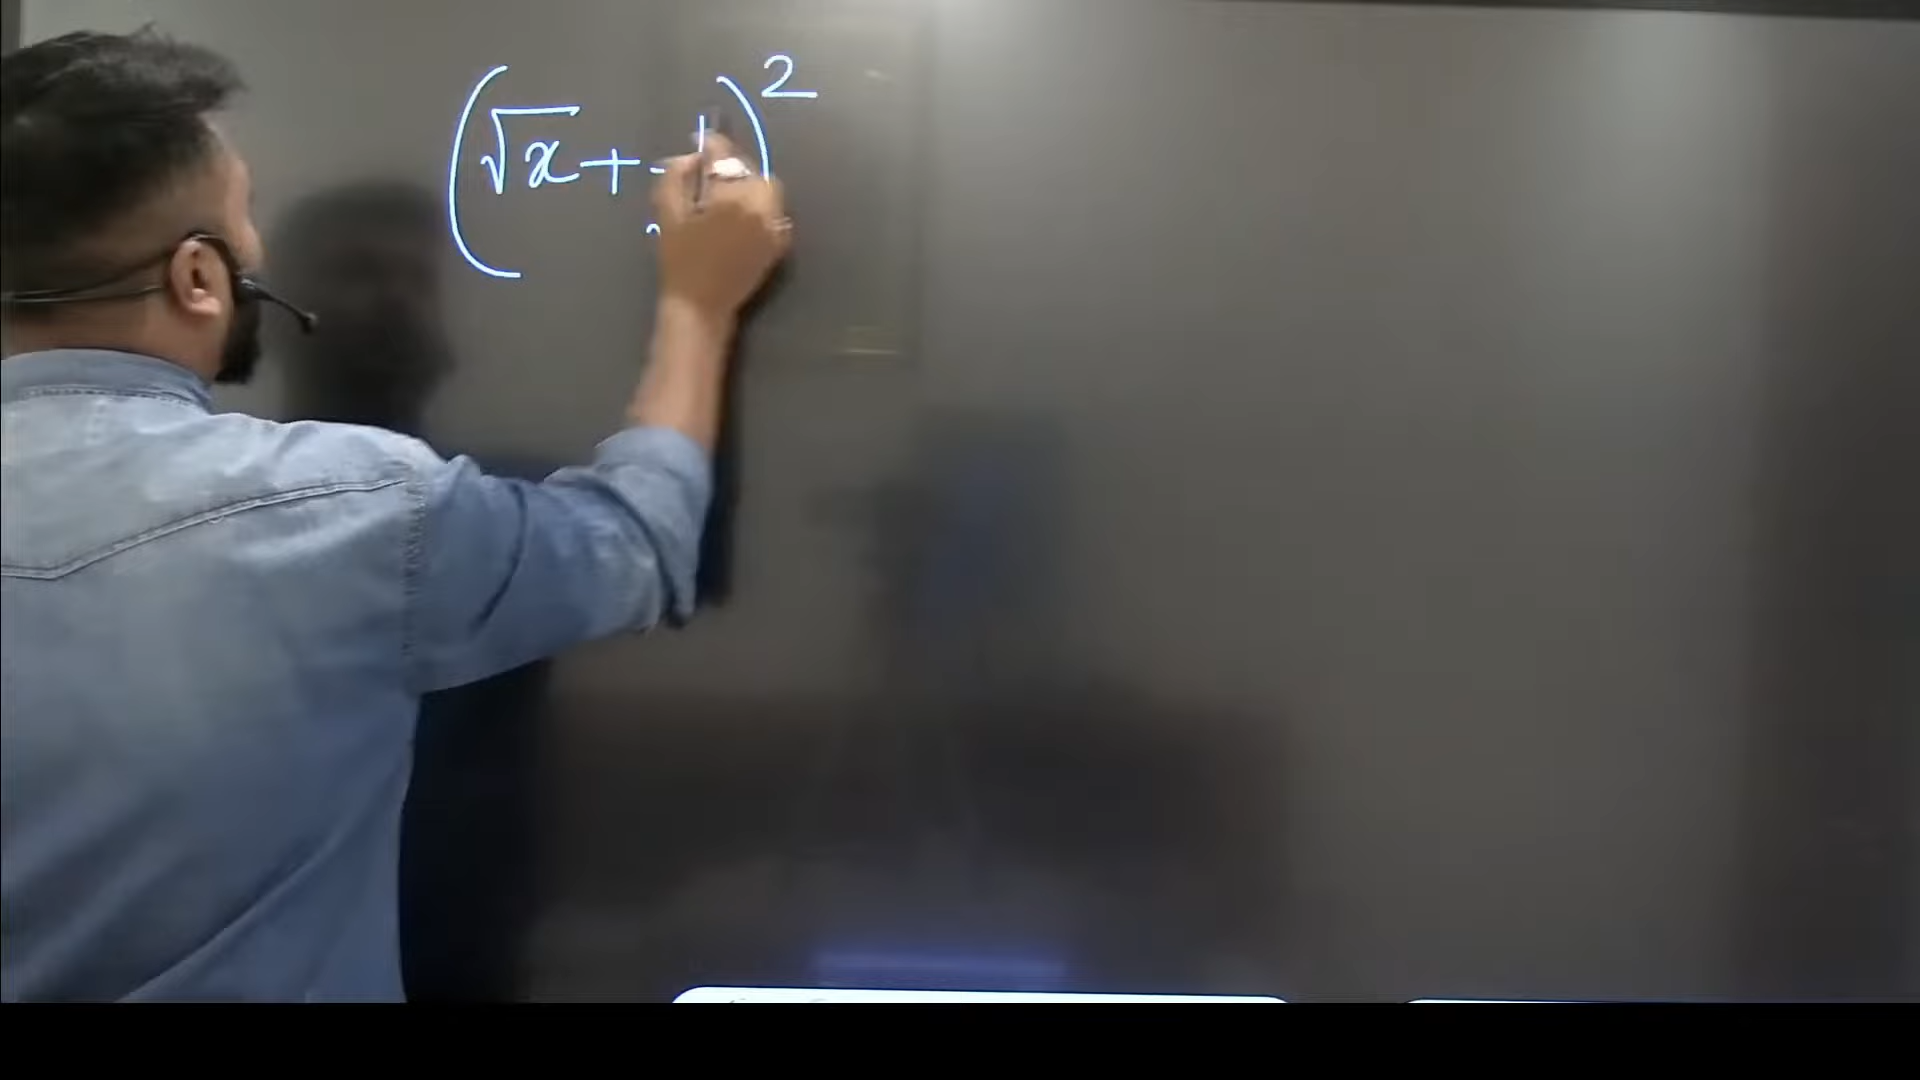 (√x + 1)²